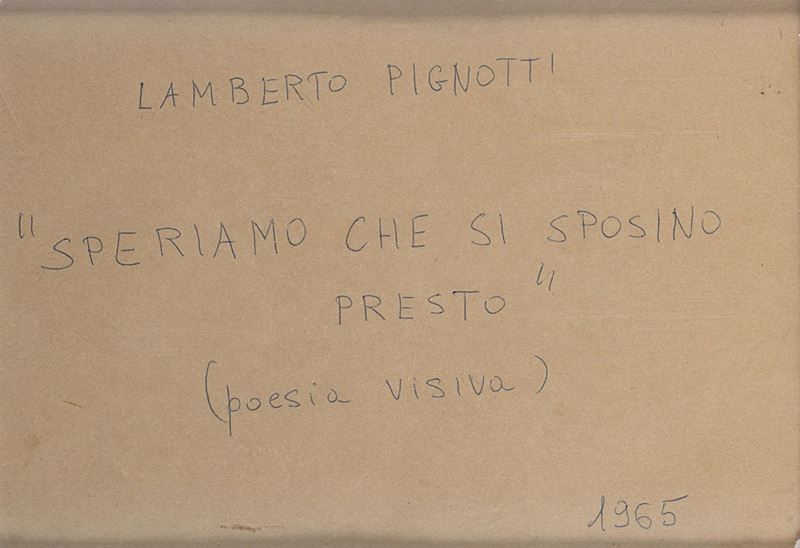 LAMBERTO PIGNOTTI
"SPERIAMO CHE SI SPOSINO
PRESTO"
(poesia visiva)
1965